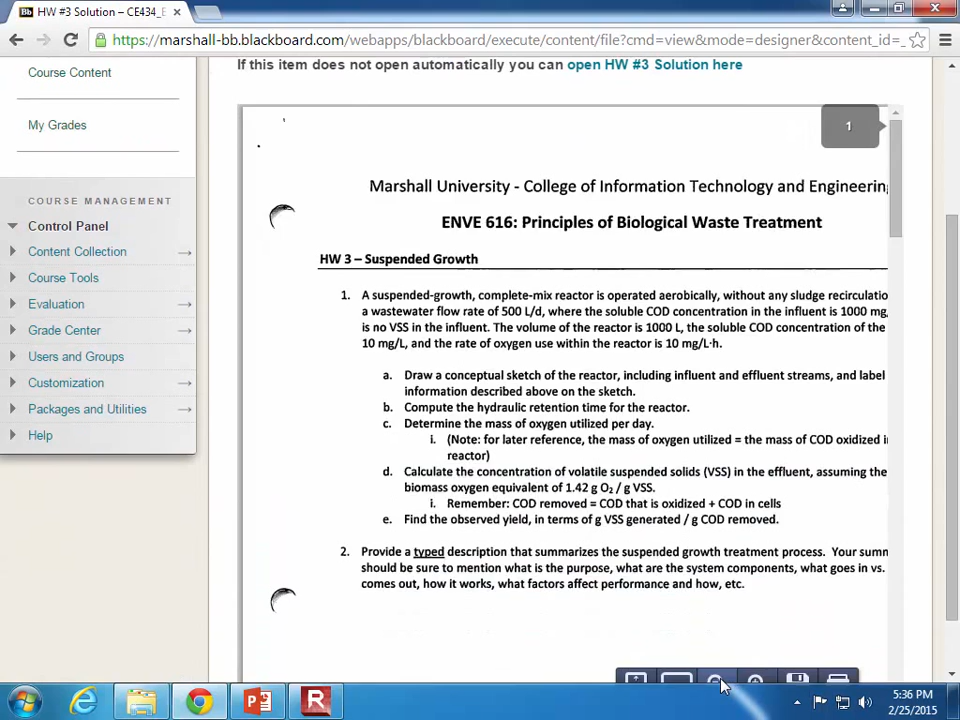 HW #3 Solution – CE434_E
https://marshall-bb.blackboard.com/webapps/blackboard/execute/content/file?cmd=view&mode=designer&content_id=_
Course Content
My Grades
COURSE MANAGEMENT
Control Panel
Content Collection
Course Tools
Evaluation
Grade Center
Users and Groups
Customization
Packages and Utilities
Help
If this item does not open automatically you can open HW #3 Solution here
1
Marshall University - College of Information Technology and Engineering
ENVE 616: Principles of Biological Waste Treatment
HW 3 – Suspended Growth
1. A suspended-growth, complete-mix reactor is operated aerobically, without any sludge recirculatio
a wastewater flow rate of 500 L/d, where the soluble COD concentration in the influent is 1000 mg,
is no VSS in the influent. The volume of the reactor is 1000 L, the soluble COD concentration of the
10 mg/L, and the rate of oxygen use within the reactor is 10 mg/L·h.
a. Draw a conceptual sketch of the reactor, including influent and effluent streams, and label
information described above on the sketch.
b. Compute the hydraulic retention time for the reactor.
c. Determine the mass of oxygen utilized per day.
i. (Note: for later reference, the mass of oxygen utilized = the mass of COD oxidized i
reactor)
d. Calculate the concentration of volatile suspended solids (VSS) in the effluent, assuming the
biomass oxygen equivalent of 1.42 g O₂ / g VSS.
i. Remember: COD removed = COD that is oxidized + COD in cells
e. Find the observed yield, in terms of g VSS generated / g COD removed.
2. Provide a typed description that summarizes the suspended growth treatment process. Your summ
should be sure to mention what is the purpose, what are the system components, what goes in vs.
comes out, how it works, what factors affect performance and how, etc.
5:36 PM
2/25/2015